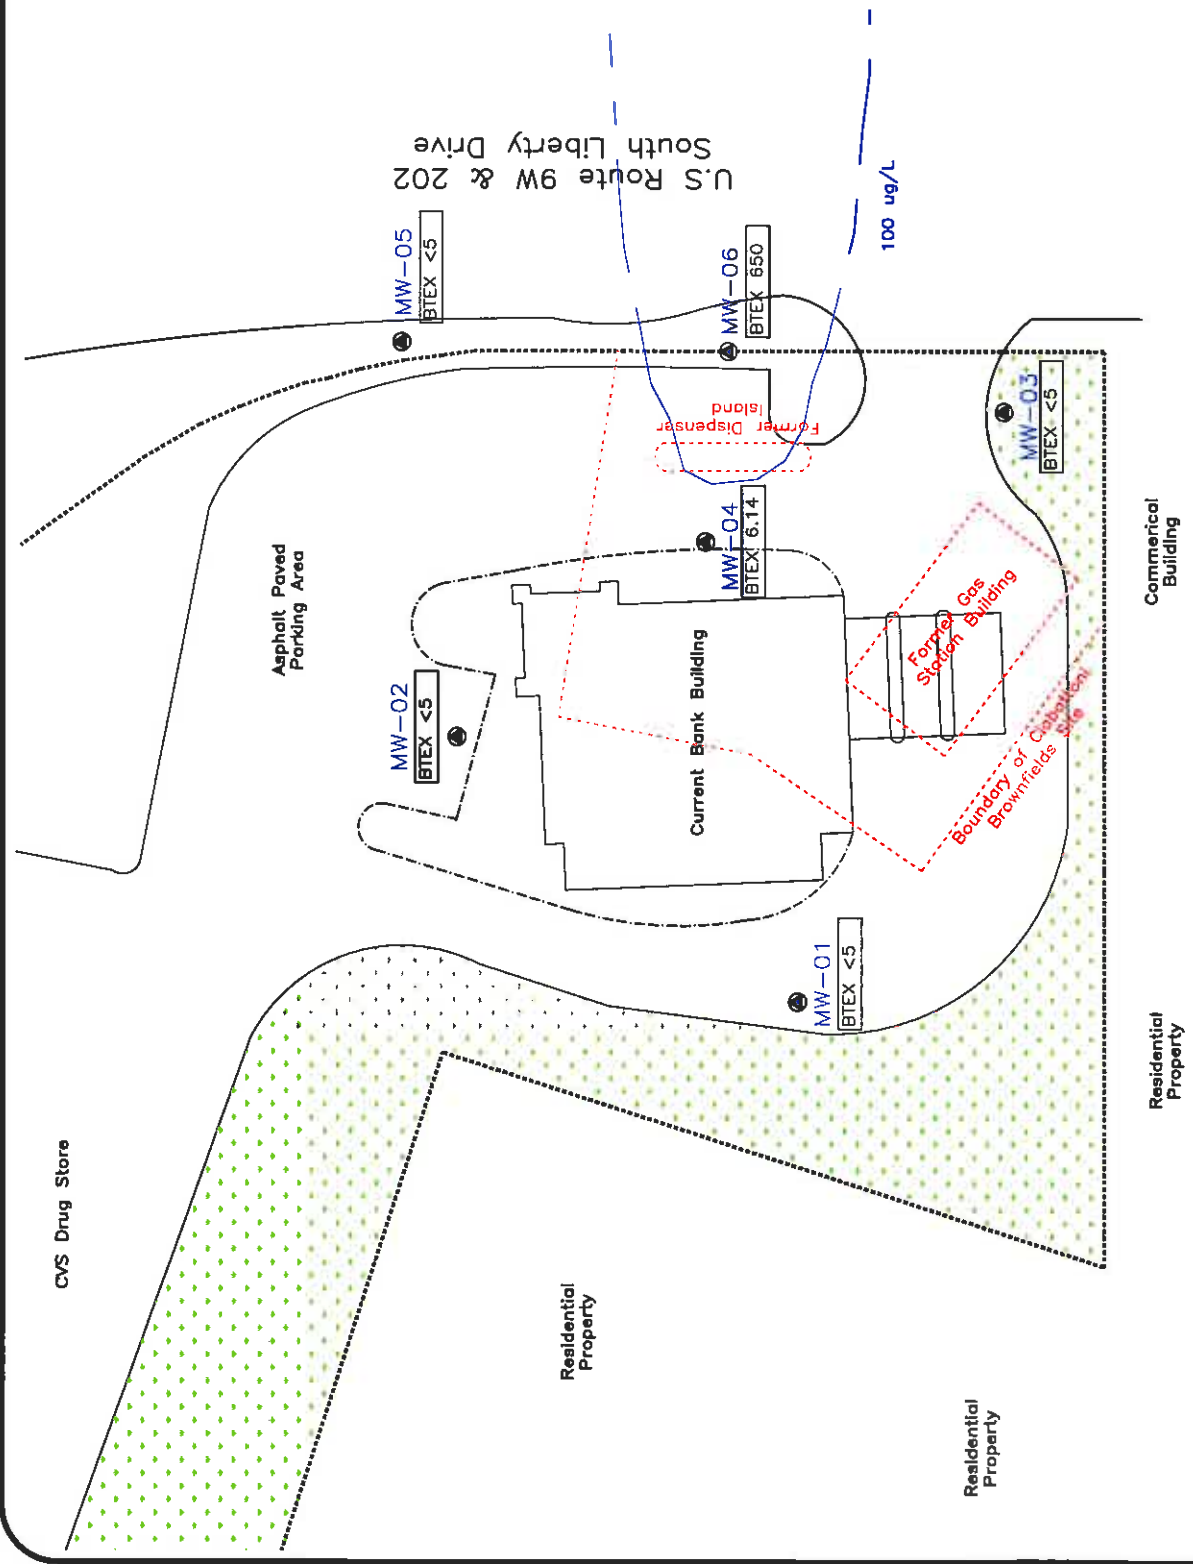 U.S Route 9W & 202
South Liberty Drive
100 ug/L
MW-05
BTEX <5
MW-06
BTEX 650
Former Dispenser
Island
MW-03
BTEX <5
MW-04
BTEX 6.14
Asphalt Paved
Parking Area
MW-02
BTEX <5
Current Bank Building
Former Gas
Station Building
Boundary of Ciabattoni
Brownfields Site
Commerical
Building
MW-01
BTEX <5
CVS Drug Store
Residential
Property
Residential
Property
Residential
Property